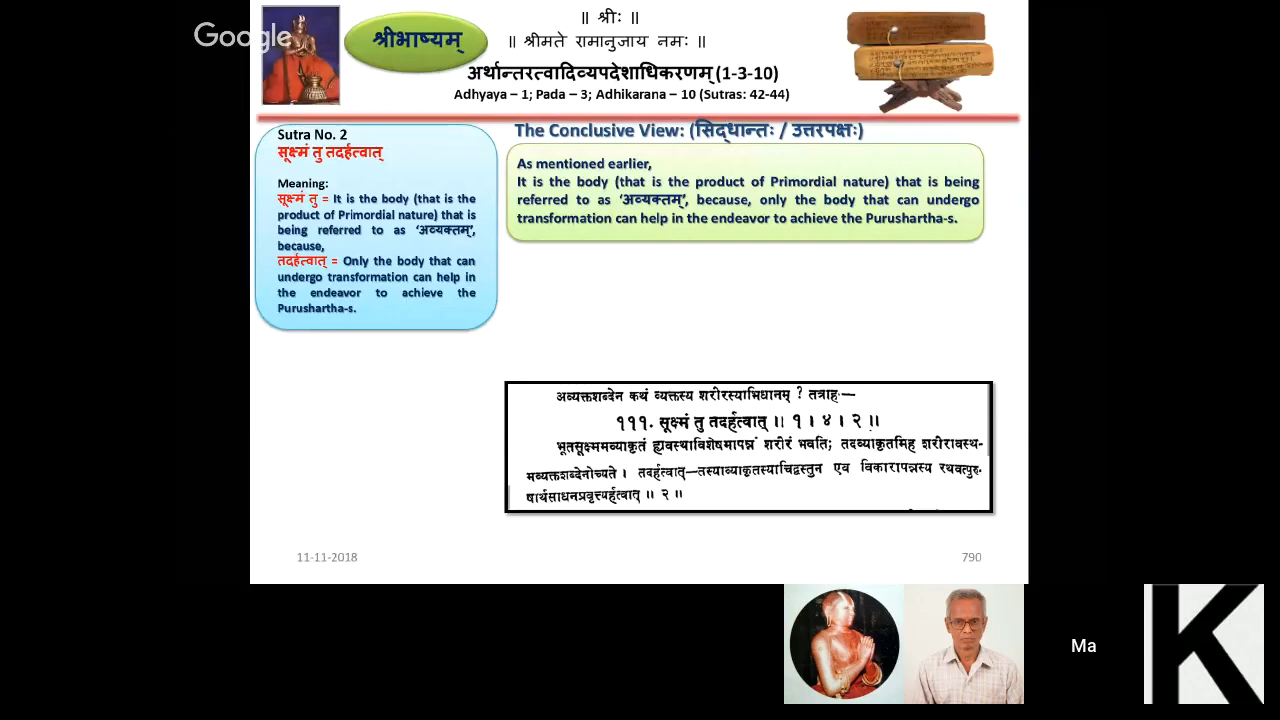 Google
श्रीभाष्यम्
॥ श्रीः ॥
॥ श्रीमते रामानुजाय नमः ॥
अर्थान्तरत्वादिव्यपदेशाधिकरणम् (1-3-10)
Adhyaya – 1; Pada – 3; Adhikarana – 10 (Sutras: 42-44)
Sutra No. 2
सूक्ष्मं तु तदर्हत्वात्
Meaning:
सूक्ष्मं तु = It is the body (that is the
product of Primordial nature) that is
being referred to as ‘अव्यक्तम्’,
because,
तदर्हत्वात् = Only the body that can
undergo transformation can help in
the endeavor to achieve the
Purushartha-s.
The Conclusive View: (सिद्धान्तः / उत्तरपक्षः)
As mentioned earlier,
It is the body (that is the product of Primordial nature) that is being
referred to as ‘अव्यक्तम्’, because, only the body that can undergo
transformation can help in the endeavor to achieve the Purushartha-s.
अव्यक्तशब्देन कथं व्यक्तस्य शरीरस्याभिधानम् ? तत्राह—
१११. सूक्ष्मं तु तदर्हत्वात् ॥ १ । ४ । २ ॥
भूतसूक्ष्ममव्याकृतं ह्यवस्थाविशेषमापन्नं शरीरं भवति; तदव्याकृतमिह शरीरावस्थ-
मव्यक्तशब्देनोच्यते । तदर्हत्वात्—तस्याव्याकृतस्याचिद्वस्तुन एव विकारापन्नस्य रथवत्पुरु-
षार्थसाधनप्रवृत्त्यर्हत्वात् ॥ २ ॥
11-11-2018
790
Ma
K